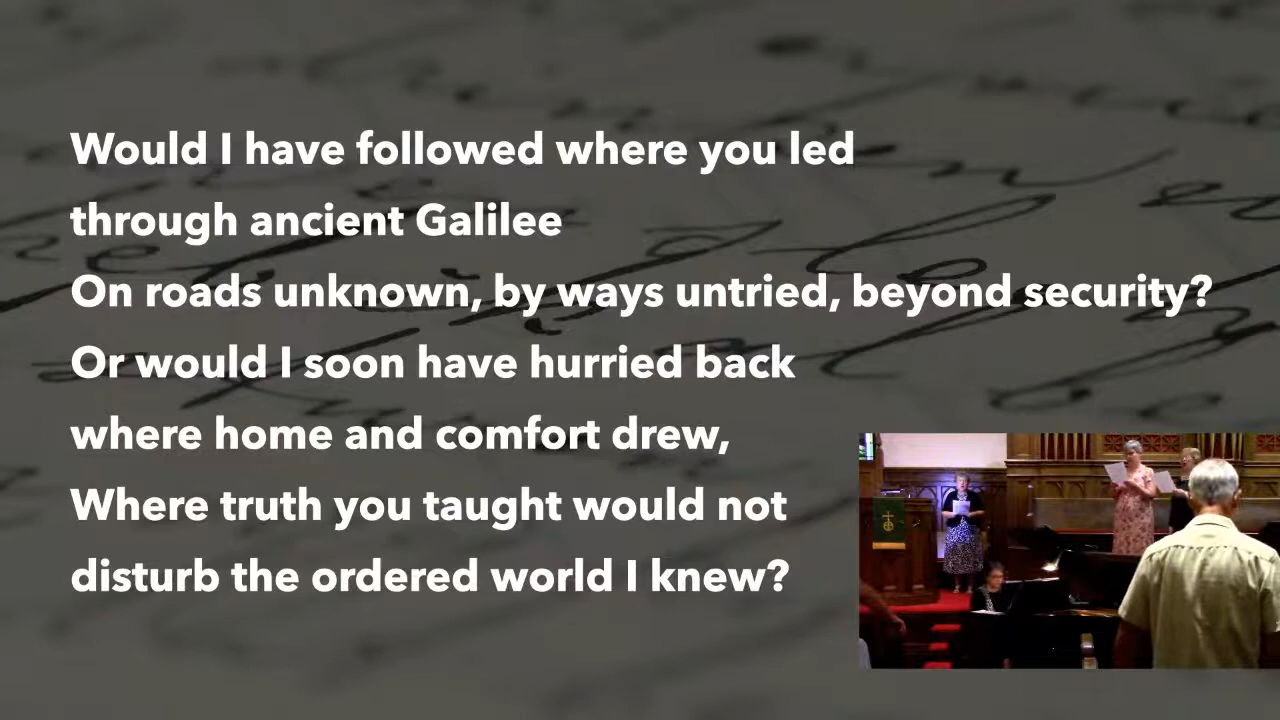 Would I have followed where you led
through ancient Galilee
On roads unknown, by ways untried, beyond security?
Or would I soon have hurried back
where home and comfort drew,
Where truth you taught would not
disturb the ordered world I knew?